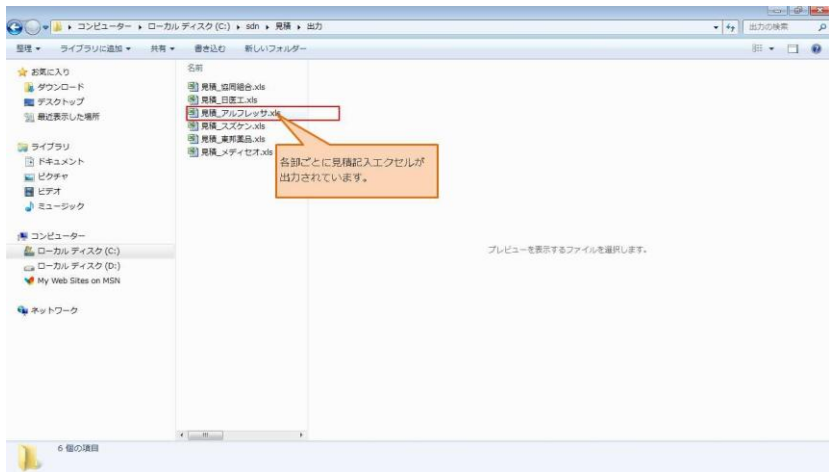 コンピューター ▸ ローカル ディスク (C:) ▸ sdn ▸ 見積 ▸ 出力
出力の検索
整理 ライブラリに追加 共有 書き込む 新しいフォルダー
お気に入り
ダウンロード
デスクトップ
最近表示した場所
ライブラリ
ドキュメント
ピクチャ
ビデオ
ミュージック
コンピューター
ローカル ディスク (C:)
ローカル ディスク (D:)
My Web Sites on MSN
ネットワーク
名前
見積_協同組合.xls
見積_日医工.xls
見積_アルフレッサ.xls
見積_スズケン.xls
見積_東邦薬品.xls
見積_メディセオ.xls
各部ごとに見積記入エクセルが
出力されています。
プレビューを表示するファイルを選択します。
6 個の項目